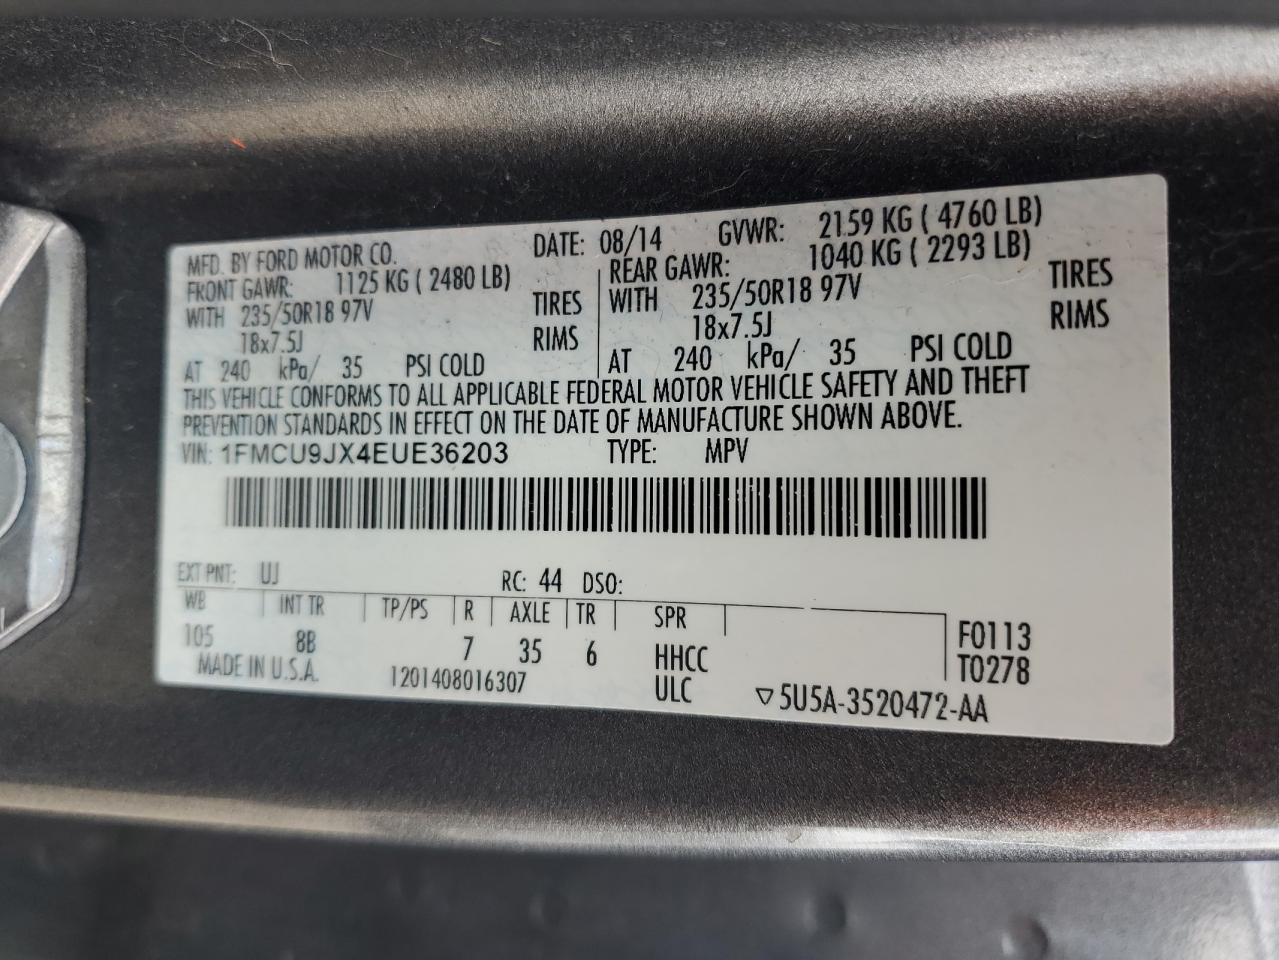 MFD. BY FORD MOTOR CO. DATE: 08/14 GVWR: 2159 KG ( 4760 LB)
FRONT GAWR: 1125 KG ( 2480 LB) REAR GAWR: 1040 KG ( 2293 LB)
WITH 235/50R18 97V TIRES WITH 235/50R18 97V TIRES
18x7.5J RIMS 18x7.5J RIMS
AT 240 kPa/ 35 PSI COLD AT 240 kPa/ 35 PSI COLD
THIS VEHICLE CONFORMS TO ALL APPLICABLE FEDERAL MOTOR VEHICLE SAFETY AND THEFT
PREVENTION STANDARDS IN EFFECT ON THE DATE OF MANUFACTURE SHOWN ABOVE.
VIN: 1FMCU9JX4EUE36203 TYPE: MPV
EXT PNT: UJ RC: 44 DSO:
WB INT TR TP/PS R AXLE TR SPR
105 8B 7 35 6 HHCC F0113
MADE IN U.S.A. 1201408016307 ULC T0278
▽5U5A-3520472-AA